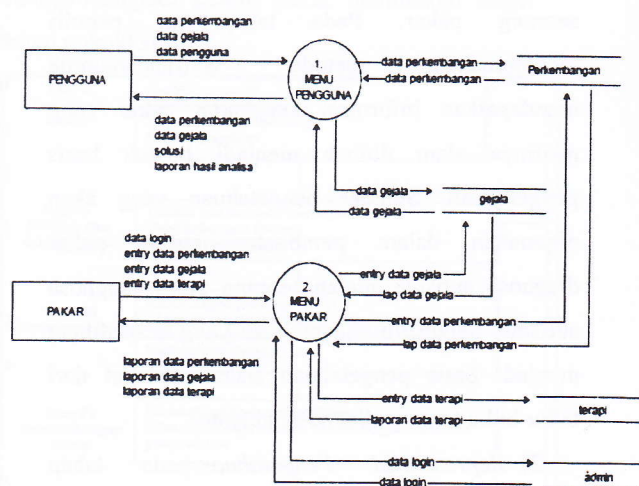 data perkembangan
data gejala
data pengguna
PENGGUNA
data perkembangan
data gejala
solusi
laporan hasil analisa
1.
MENU
PENGGUNA
data perkembangan
data perkembangan
Perkembangan
data gejala
data gejala
gejala
data login
entry data perkembangan
entry data gejala
entry data terapi
PAKAR
laporan data perkembangan
laporan data gejala
laporan data terapi
2.
MENU
PAKAR
entry data gejala
lap data gejala
entry data perkembangan
lap data perkembangan
entry data terapi
laporan data terapi
terapi
data login
data login
admin